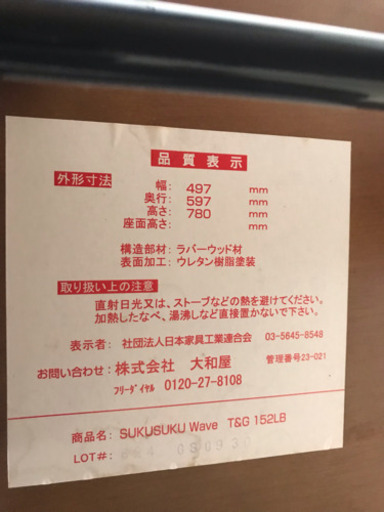 品質表示
外形寸法
幅: 497 mm
奥行: 597 mm
高さ: 780 mm
座面高さ: mm
構造部材: ラバーウッド材
表面加工: ウレタン樹脂塗装
取り扱い上の注意
直射日光又は、ストーブなどの熱を避けてください。
加熱したなべ、湯沸しなど直接置かないで下さい。
表示者: 社団法人日本家具工業連合会 03-5645-8548
お問い合わせ: 株式会社 大和屋 管理番号23-021
フリーダイヤル 0120-27-8108
商品名: SUKUSUKU Wave T&G 152LB
LOT#: